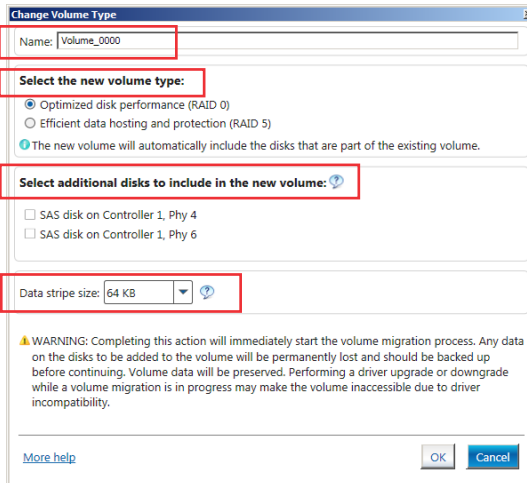 Change Volume Type
Name: Volume_0000
Select the new volume type:
Optimized disk performance (RAID 0)
Efficient data hosting and protection (RAID 5)
The new volume will automatically include the disks that are part of the existing volume.
Select additional disks to include in the new volume:
SAS disk on Controller 1, Phy 4
SAS disk on Controller 1, Phy 6
Data stripe size: 64 KB
WARNING: Completing this action will immediately start the volume migration process. Any data
on the disks to be added to the volume will be permanently lost and should be backed up
before continuing. Volume data will be preserved. Performing a driver upgrade or downgrade
while a volume migration is in progress may make the volume inaccessible due to driver
incompatibility.
More help OK Cancel